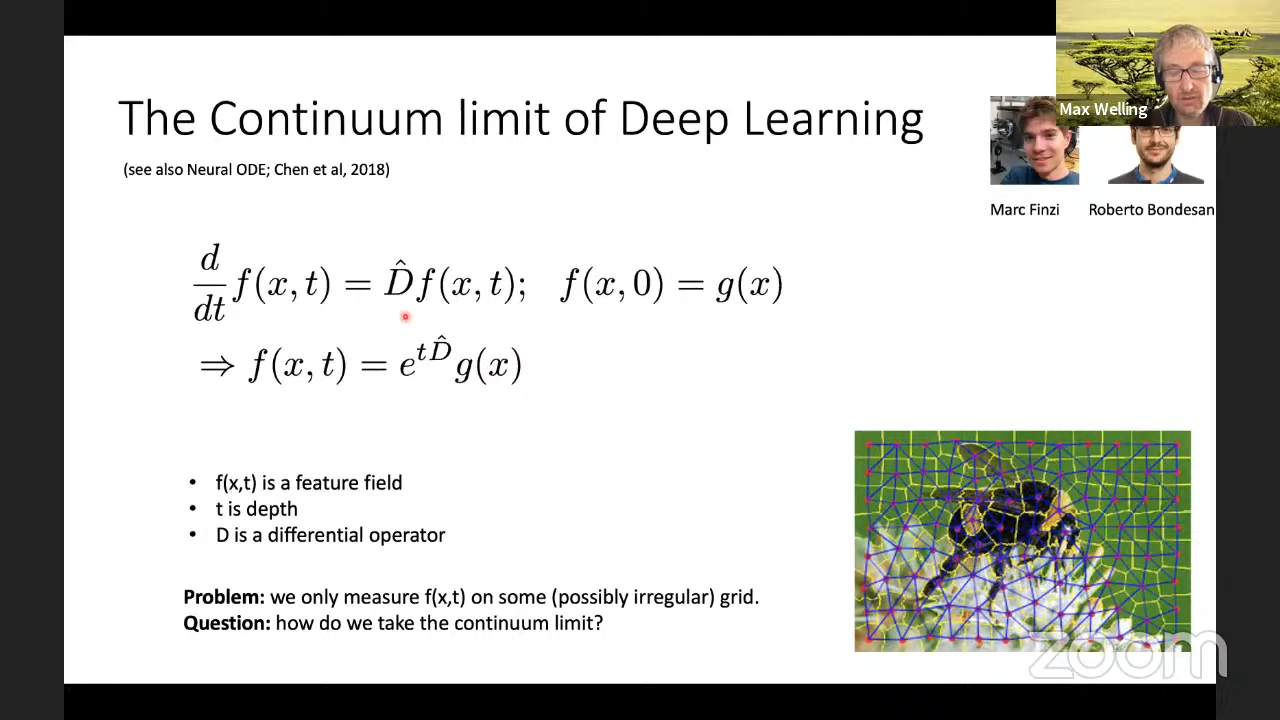 The Continuum limit of Deep Learning
(see also Neural ODE; Chen et al, 2018)
Max Welling
Marc Finzi
Roberto Bondesan
d/dt f(x, t) = D̂f(x, t); f(x, 0) = g(x)
⇒ f(x, t) = e^{tD̂} g(x)
• f(x,t) is a feature field
• t is depth
• D is a differential operator
Problem: we only measure f(x,t) on some (possibly irregular) grid.
Question: how do we take the continuum limit?
zoom